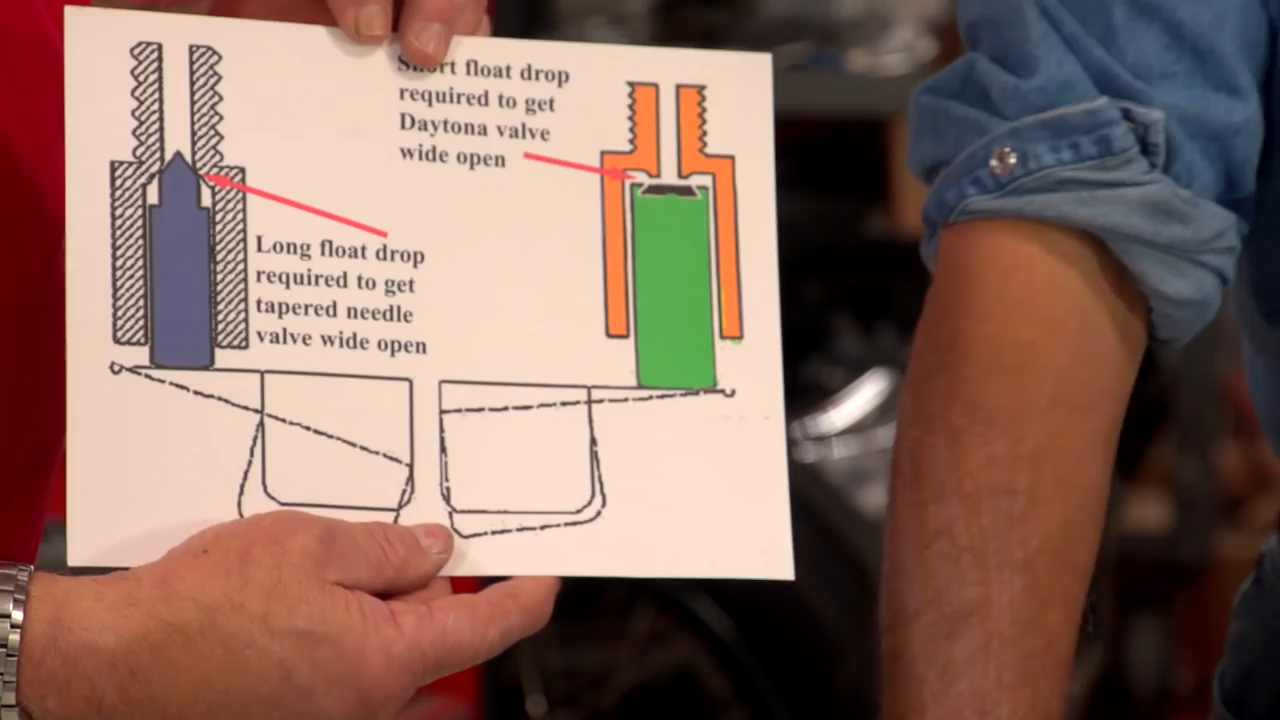 Short float drop
required to get
Daytona valve
wide open
Long float drop
required to get
tapered needle
valve wide open